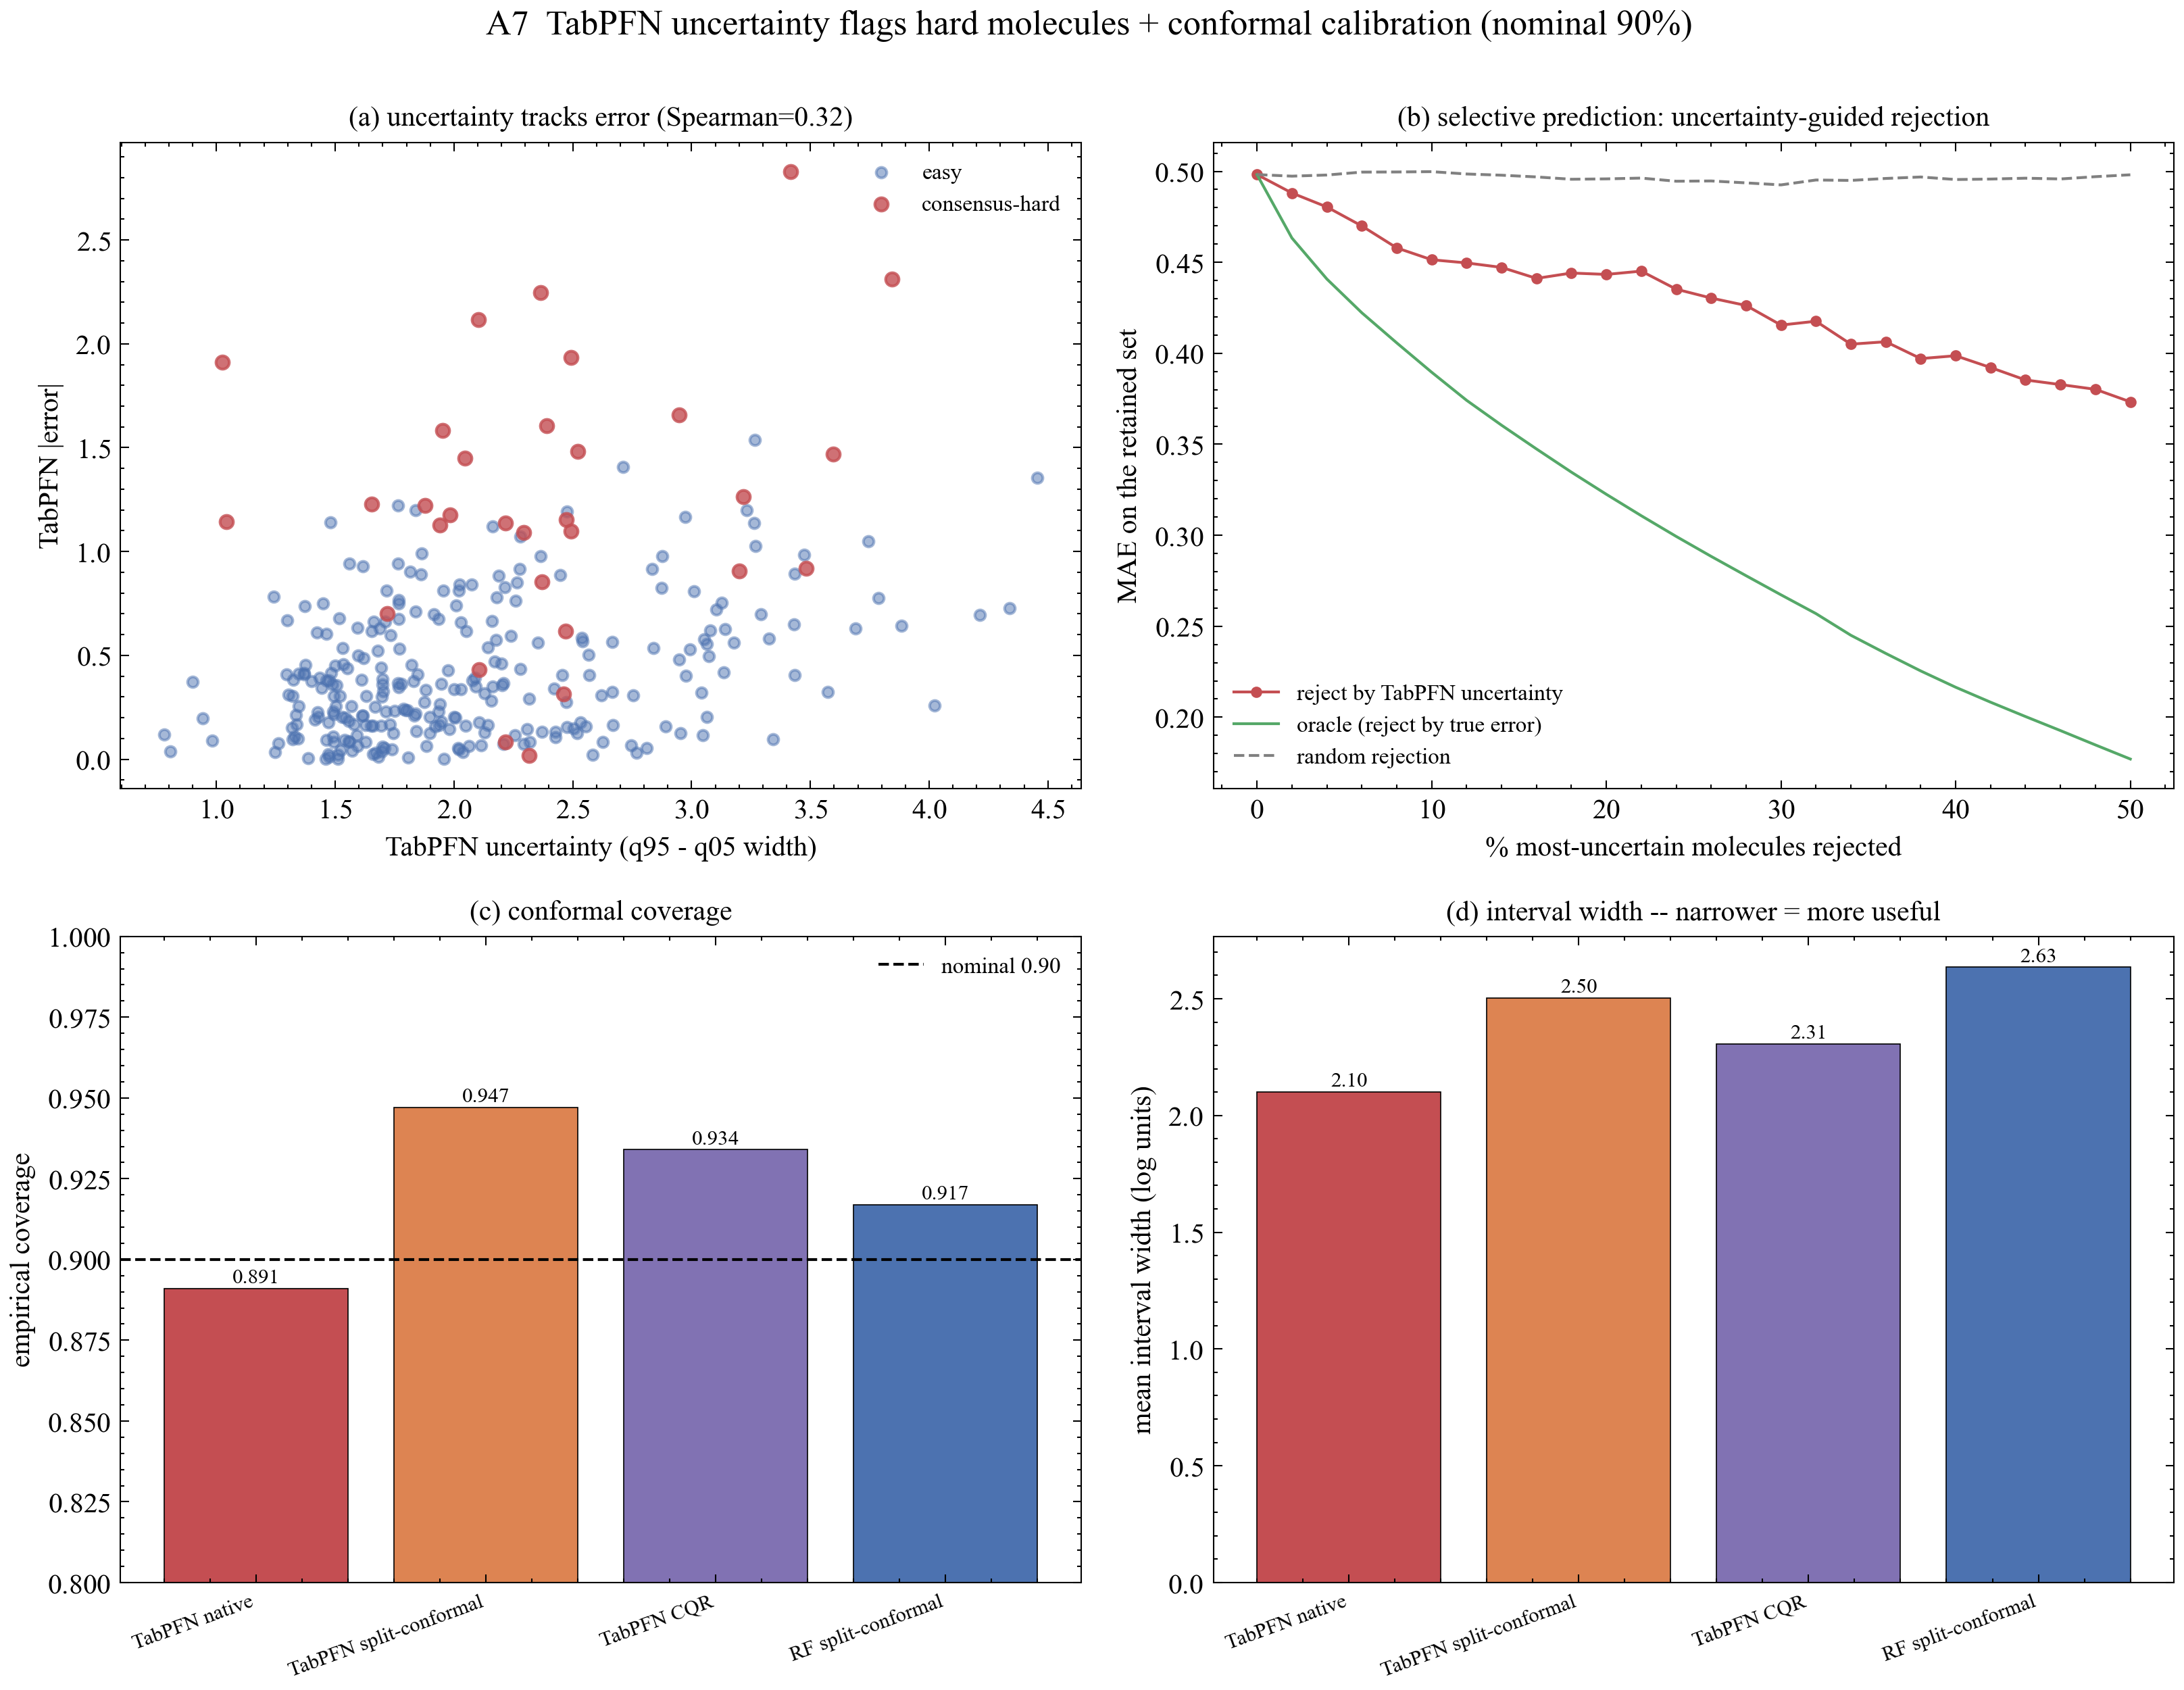 A7 TabPFN uncertainty flags hard molecules + conformal calibration (nominal 90%)
(a) uncertainty tracks error (Spearman=0.32)
easy
consensus-hard
TabPFN |error|
2.5
2.0
1.5
1.0
0.5
0.0
1.0
1.5
2.0
2.5
3.0
3.5
4.0
4.5
TabPFN uncertainty (q95 - q05 width)
(b) selective prediction: uncertainty-guided rejection
MAE on the retained set
0.50
0.45
0.40
0.35
0.30
0.25
0.20
reject by TabPFN uncertainty
oracle (reject by true error)
random rejection
0
10
20
30
40
50
% most-uncertain molecules rejected
(c) conformal coverage
nominal 0.90
empirical coverage
1.000
0.975
0.950
0.925
0.900
0.875
0.850
0.825
0.800
0.891
0.947
0.934
0.917
TabPFN native
TabPFN split-conformal
TabPFN CQR
RF split-conformal
(d) interval width -- narrower = more useful
mean interval width (log units)
2.5
2.0
1.5
1.0
0.5
0.0
2.10
2.50
2.31
2.63
TabPFN native
TabPFN split-conformal
TabPFN CQR
RF split-conformal